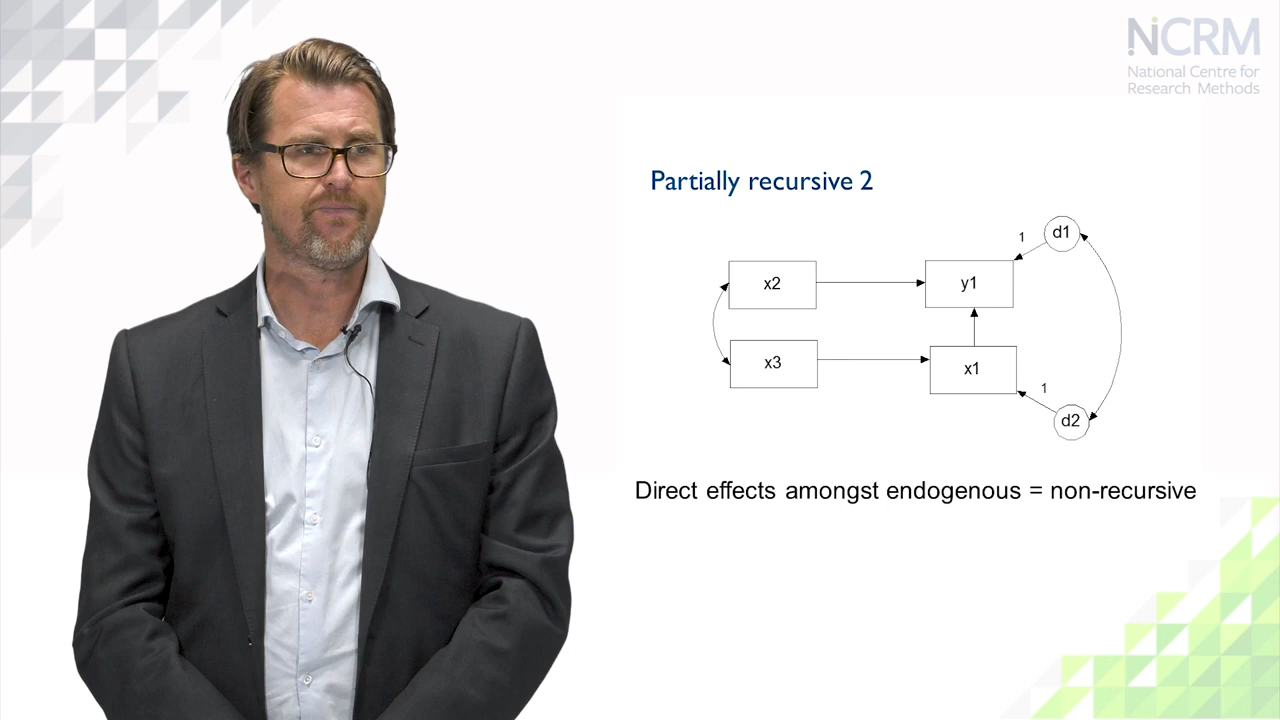 NCRM
National Centre for
Research Methods
Partially recursive 2
d1
1
x2
y1
x3
x1
1
d2
Direct effects amongst endogenous = non-recursive